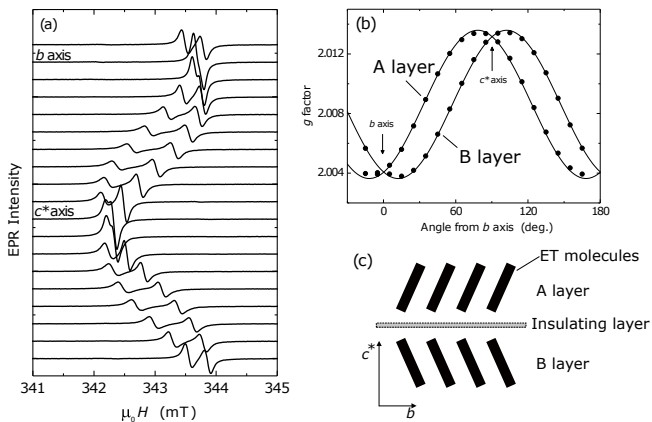 (a)
b axis
c* axis
EPR Intensity
341 342 343 344 345
μ₀H (mT)
(b)
2.012
2.008
2.004
g factor
A layer
B layer
b axis
c* axis
0 60 120 180
Angle from b axis (deg.)
(c)
ET molecules
A layer
Insulating layer
B layer
c*
b